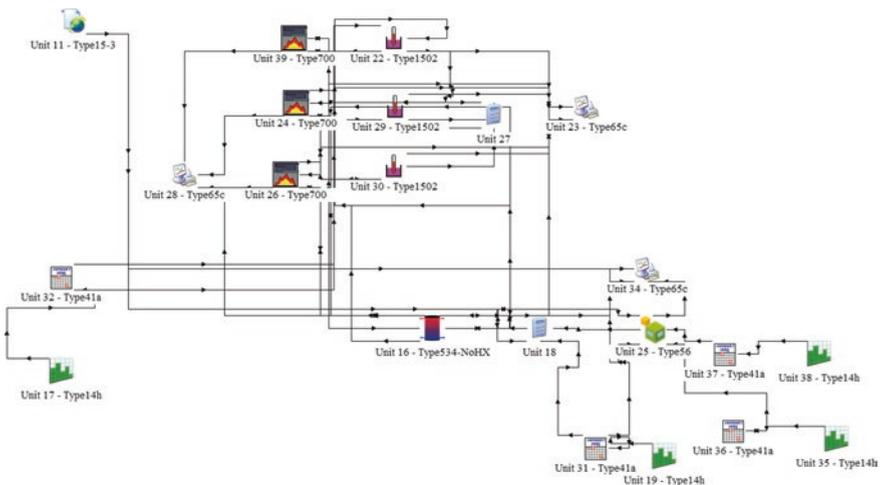 Unit 11 - Type15-3
Unit 39 - Type700
Unit 22 - Type1502
Unit 24 - Type700
Unit 29 - Type1502
Unit 27
Unit 23 - Type65c
Unit 28 - Type65c
Unit 26 - Type700
Unit 30 - Type1502
Unit 32 - Type41a
Unit 34 - Type65c
Unit 16 - Type534-NoHX
Unit 18
Unit 25 - Type56
Unit 37 - Type41a
Unit 38 - Type14h
Unit 17 - Type14h
Unit 36 - Type41a
Unit 35 - Type14h
Unit 31 - Type41a
Unit 19 - Type14h